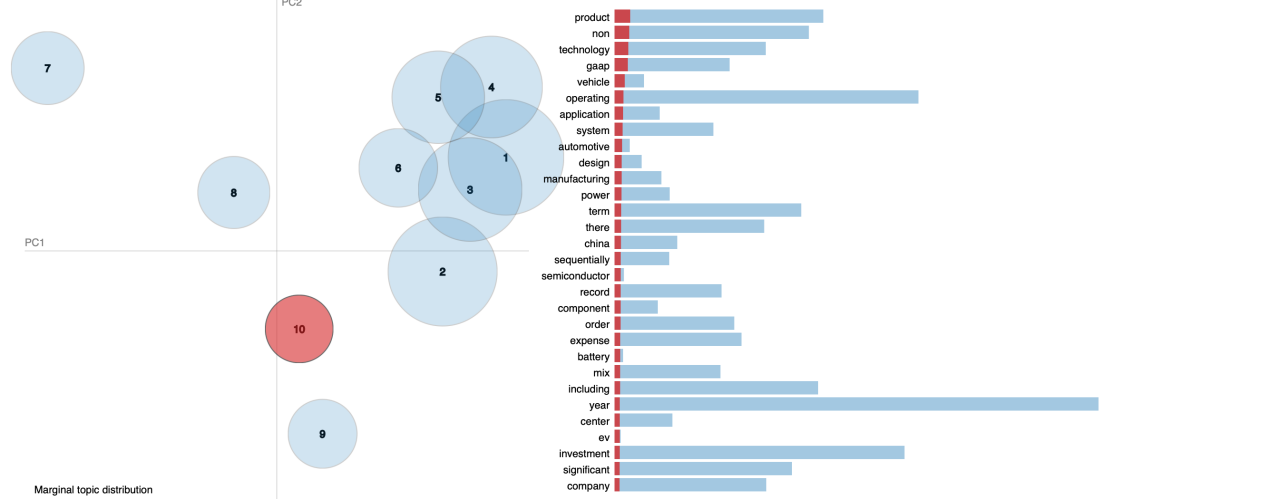 PC2
PC1
7
8
5
4
6
1
3
2
10
9
Marginal topic distribution
product
non
technology
gaap
vehicle
operating
application
system
automotive
design
manufacturing
power
term
there
china
sequentially
semiconductor
record
component
order
expense
battery
mix
including
year
center
ev
investment
significant
company